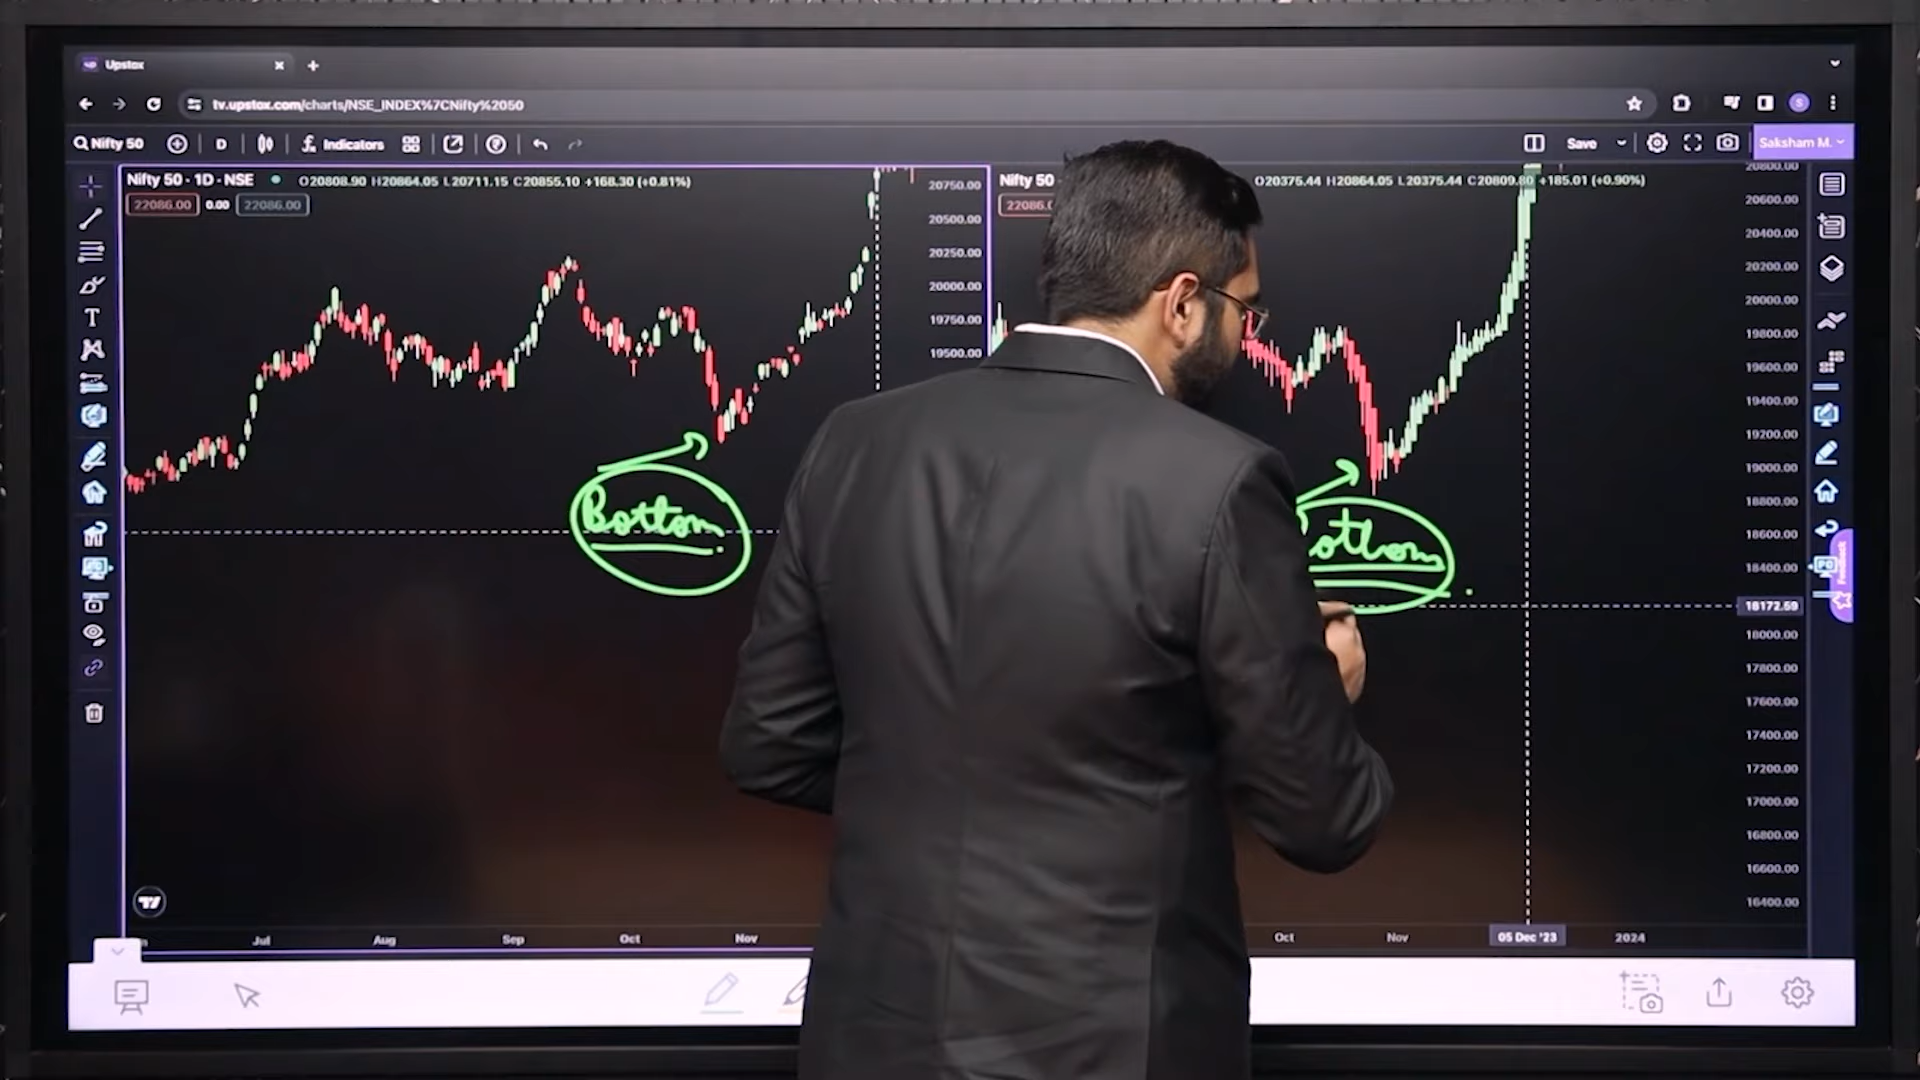 Upstox
tv.upstox.com/charts/NSE_INDEX%7CNifty%2050
Nifty 50 D Indicators Save Saksham M.
Nifty 50 · 1D · NSE O20808.90 H20864.05 L20711.15 C20855.10 +168.30 (+0.81%)
22086.00 0.00 22086.00
20750.00
20500.00
20250.00
20000.00
19750.00
19500.00
Bottom
Jul Aug Sep Oct Nov
Nifty 50 O20375.44 H20864.05 L20375.44 C20809.80 +185.01 (+0.90%)
22086.0
20800.00
20600.00
20400.00
20200.00
20000.00
19800.00
19600.00
19400.00
19200.00
19000.00
18800.00
18600.00
18400.00
18172.59
18000.00
17800.00
17600.00
17400.00
17200.00
17000.00
16800.00
16600.00
16400.00
ottom
Oct Nov 05 Dec '23 2024
Feedback